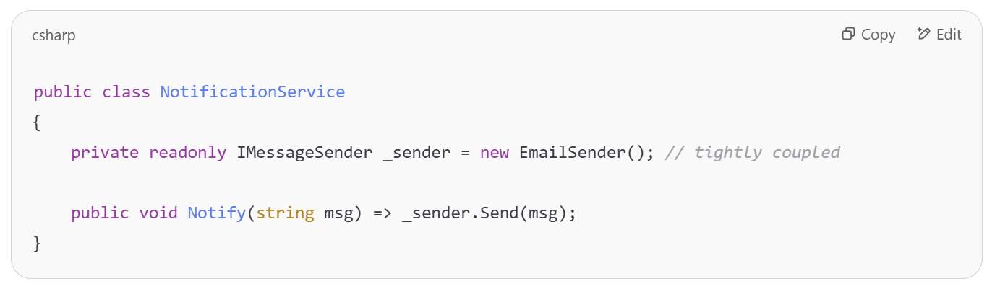 csharp
Copy
Edit
public class NotificationService
{
    private readonly IMessageSender _sender = new EmailSender(); // tightly coupled
    public void Notify(string msg) => _sender.Send(msg);
}